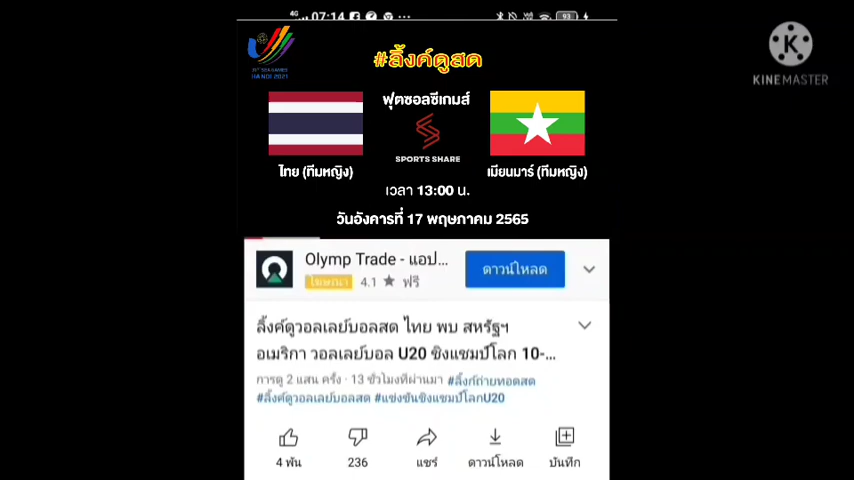 4G 07:14 93
31ST SEA GAMES
HANOI 2021
#ลิ้งค์ดูสด
K
KINEMASTER
ฟุตซอลซีเกมส์
SPORTS SHARE
ไทย (ทีมหญิง)
เมียนมาร์ (ทีมหญิง)
เวลา 13:00 น.
วันอังคารที่ 17 พฤษภาคม 2565
Olymp Trade - แอป...
โฆษณา 4.1 ★ ฟรี
ดาวน์โหลด
ลิ้งค์ดูวอลเลย์บอลสด ไทย พบ สหรัฐฯ
อเมริกา วอลเลย์บอล U20 ชิงแชมป์โลก 10-...
การดู 2 แสน ครั้ง · 13 ชั่วโมงที่ผ่านมา #ลิ้งก์ถ่ายทอดสด
#ลิ้งค์ดูวอลเลย์บอลสด #แข่งขันชิงแชมป์โลกU20
4 พัน 236 แชร์ ดาวน์โหลด บันทึก